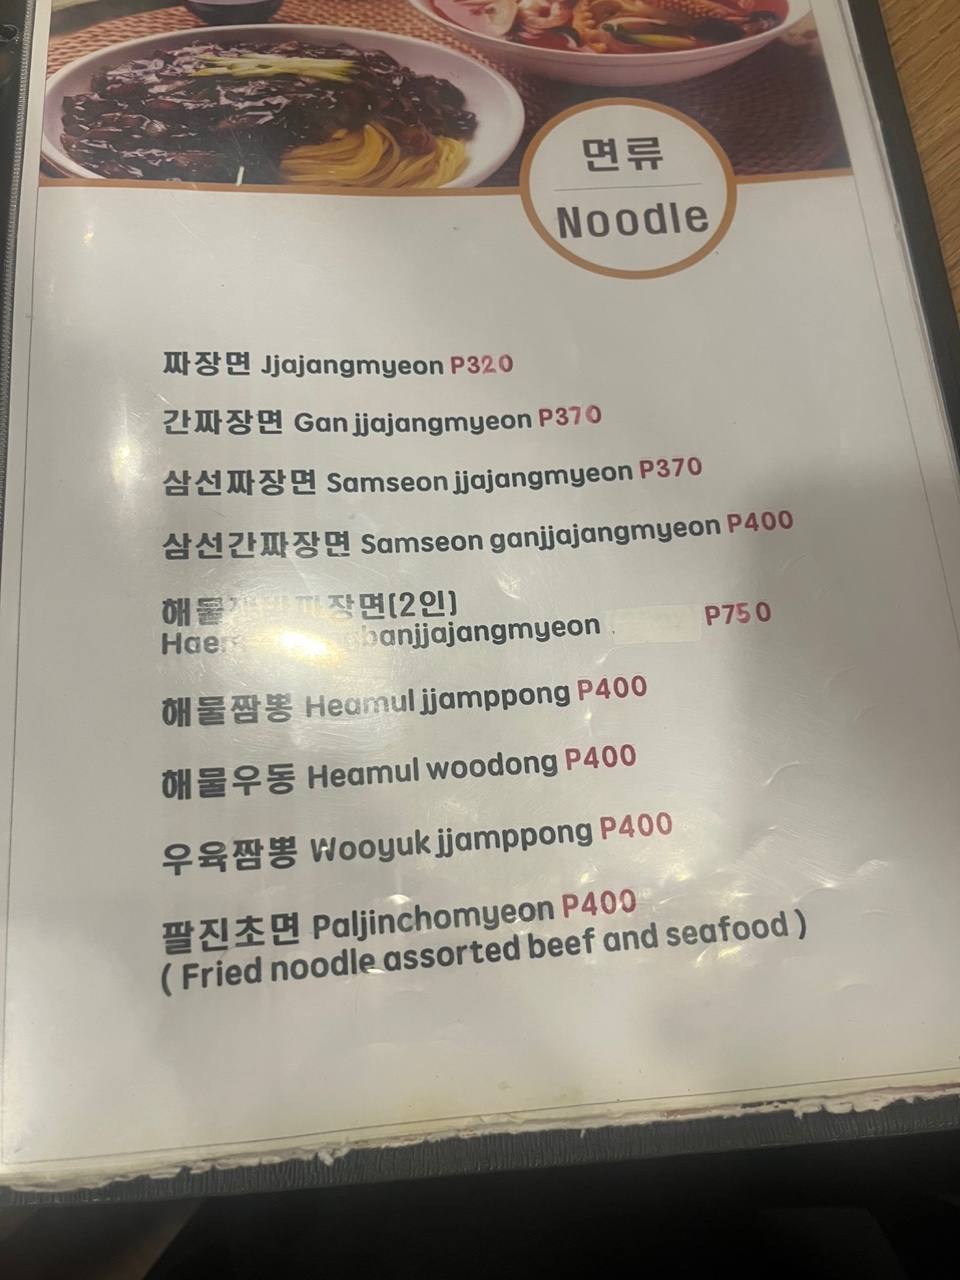 면류
Noodle
짜장면 Jjajangmyeon P320
간짜장면 Gan jjajangmyeon P370
삼선짜장면 Samseon jjajangmyeon P370
삼선간짜장면 Samseon ganjjajangmyeon P400
짜장면(2인)
P750
해물짬뽕 Heamul jjamppong P400
해물우동 Heamul woodong P400
우육짬뽕 Wooyuk jjamppong P400
팔진초면 Paljinchomyeon P400
( Fried noodle assorted beef and seafood )